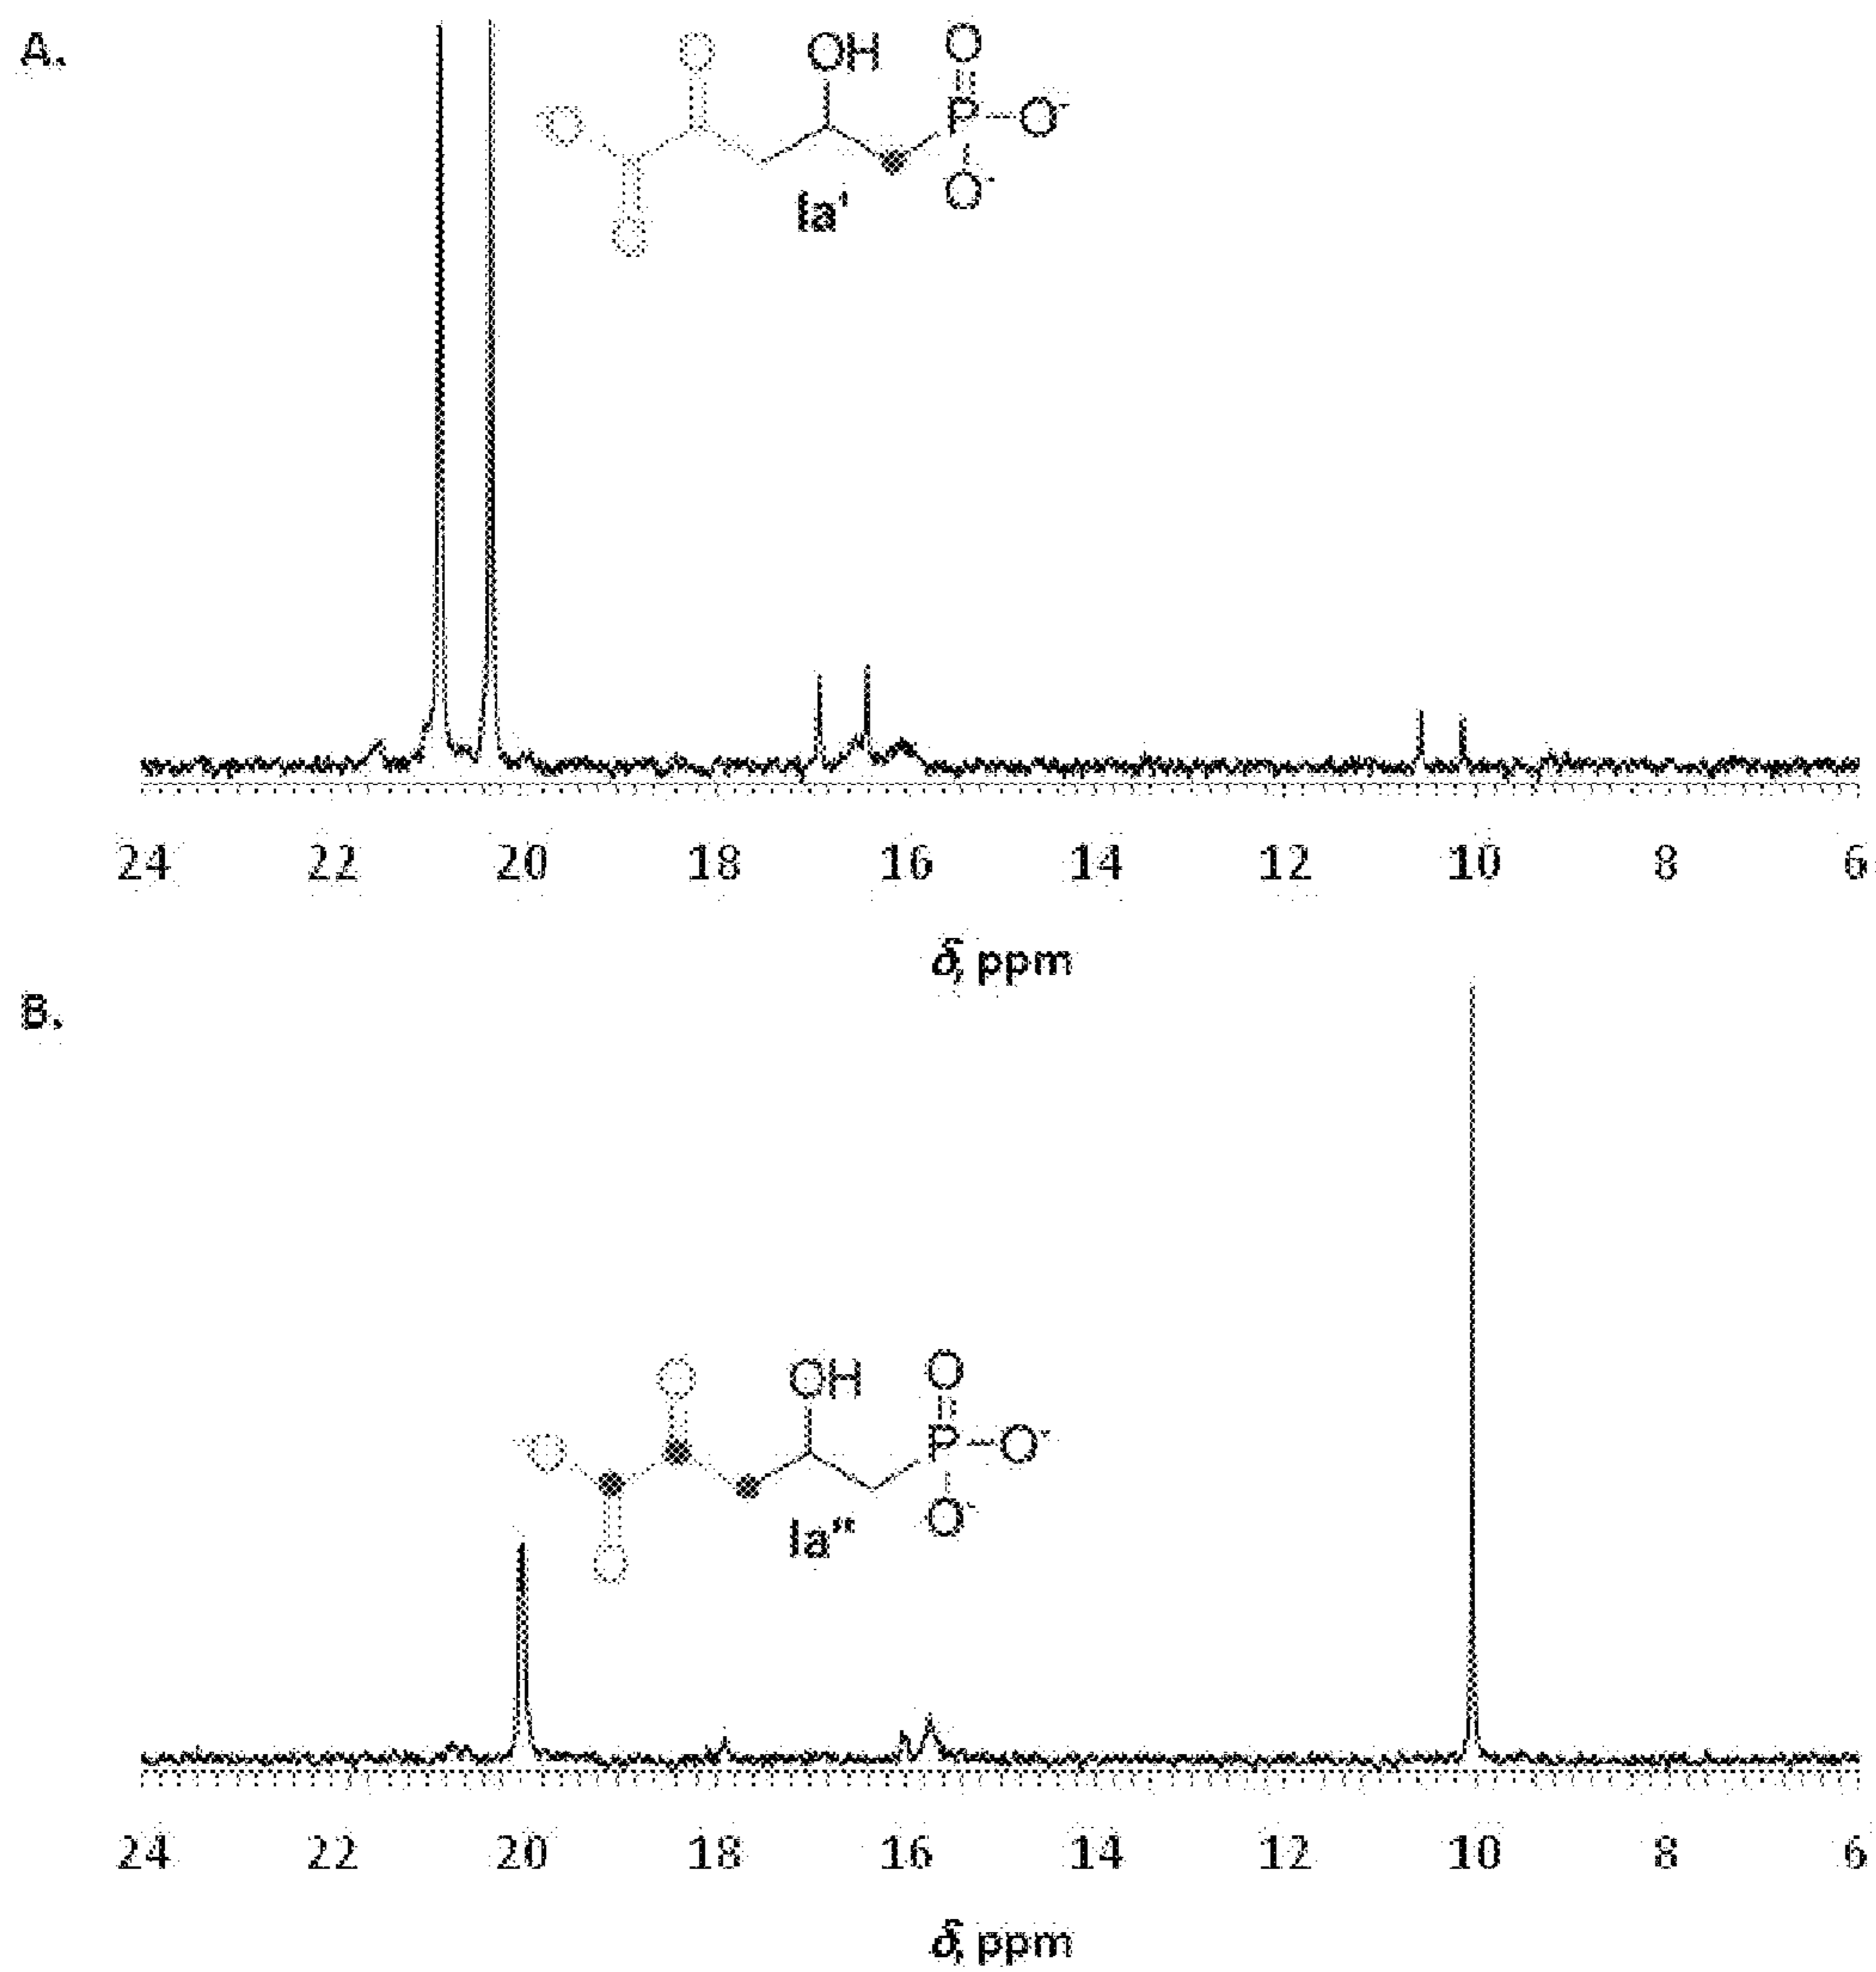 A.
O OH O
⁻O P O⁻
O O⁻
Ia'
24 22 20 18 16 14 12 10 8 6
δ, ppm
B.
O OH O
⁻O P O⁻
O O⁻
Ia"
24 22 20 18 16 14 12 10 8 6
δ, ppm